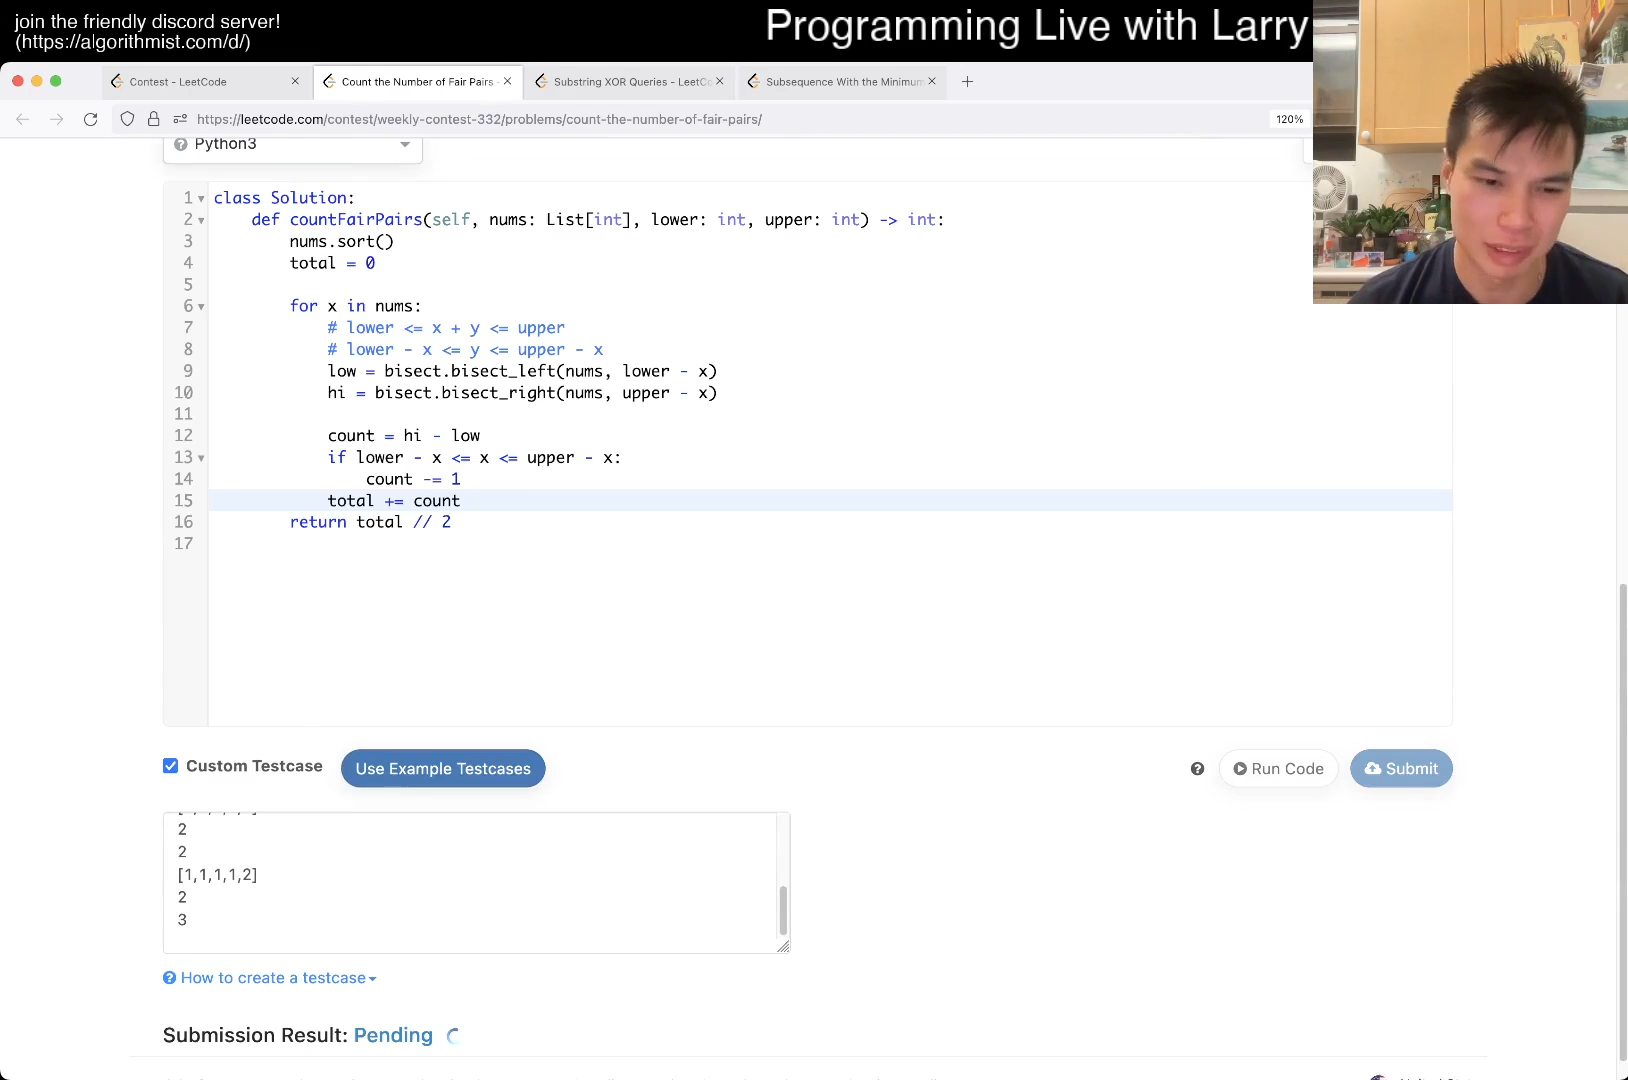 join the friendly discord server!
(https://algorithmist.com/d/)
Programming Live with Larry
Contest - LeetCode
Count the Number of Fair Pairs -
Substring XOR Queries - LeetCo
Subsequence With the Minimum
https://leetcode.com/contest/weekly-contest-332/problems/count-the-number-of-fair-pairs/
120%
Python3
1 class Solution:
2     def countFairPairs(self, nums: List[int], lower: int, upper: int) -> int:
3         nums.sort()
4         total = 0
5
6         for x in nums:
7             # lower <= x + y <= upper
8             # lower - x <= y <= upper - x
9             low = bisect.bisect_left(nums, lower - x)
10             hi = bisect.bisect_right(nums, upper - x)
11
12             count = hi - low
13             if lower - x <= x <= upper - x:
14                 count -= 1
15             total += count
16         return total // 2
17
Custom Testcase
Use Example Testcases
Run Code
Submit
2
2
[1,1,1,1,2]
2
3
How to create a testcase
Submission Result: Pending